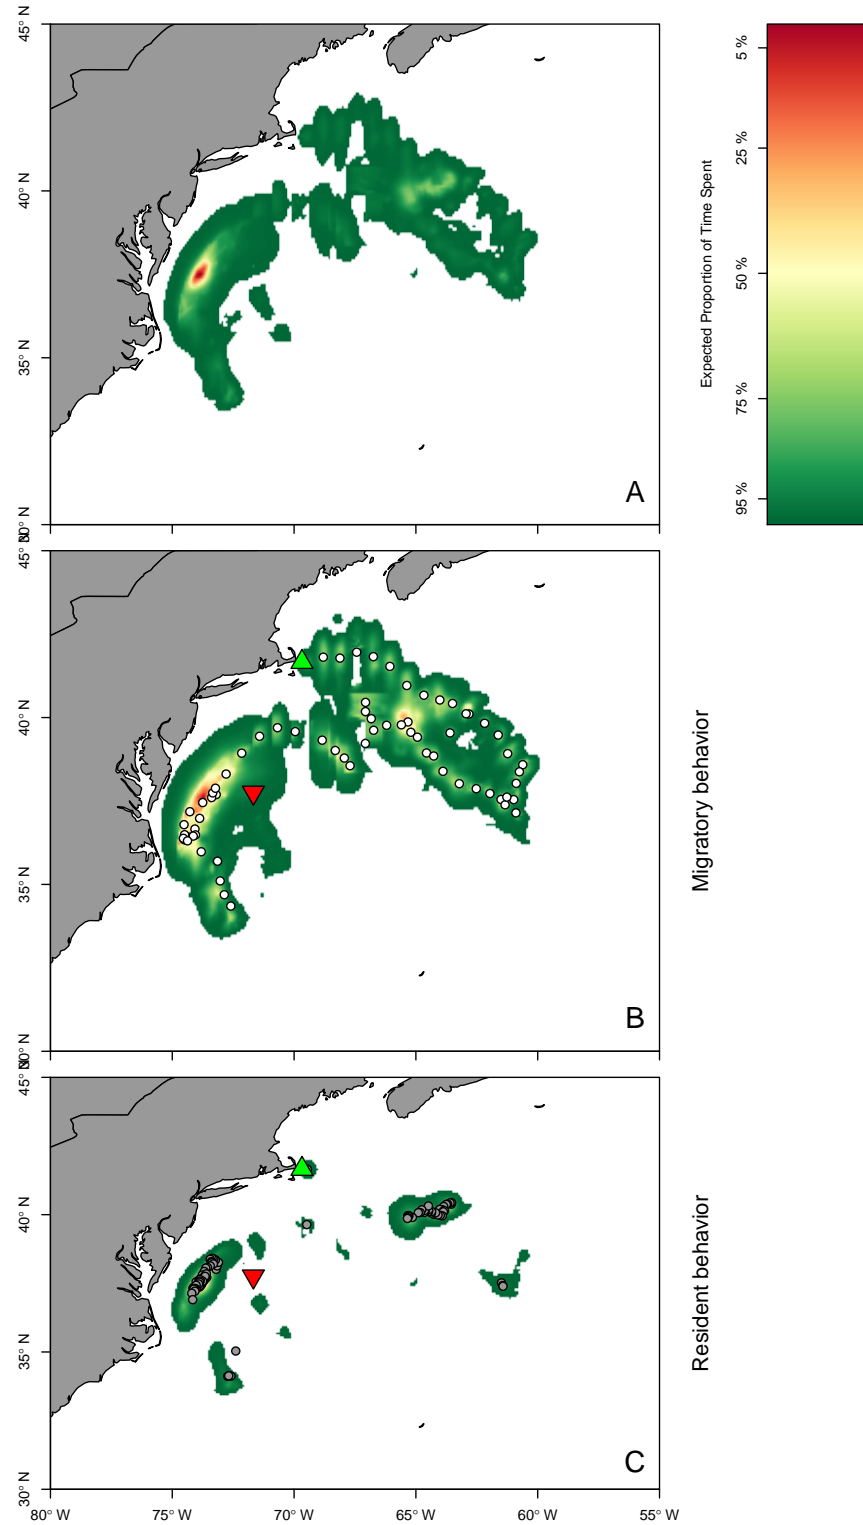 45° N
40° N
35° N
30° N
A
5 %
25 %
50 %
75 %
95 %
Expected Proportion of Time Spent
45° N
40° N
35° N
30° N
B
Migratory behavior
45° N
40° N
35° N
30° N
C
Resident behavior
80° W
75° W
70° W
65° W
60° W
55° W